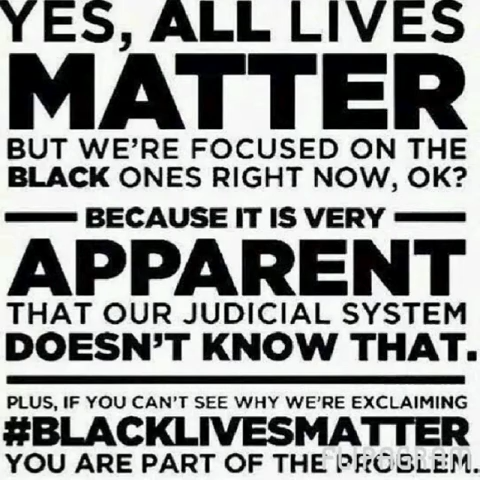 YES, ALL LIVES
MATTER
BUT WE'RE FOCUSED ON THE
BLACK ONES RIGHT NOW, OK?
BECAUSE IT IS VERY
APPARENT
THAT OUR JUDICIAL SYSTEM
DOESN'T KNOW THAT.
PLUS, IF YOU CAN'T SEE WHY WE'RE EXCLAIMING
#BLACKLIVESMATTER
YOU ARE PART OF THE PROBLEM.
FLIPAGRAM